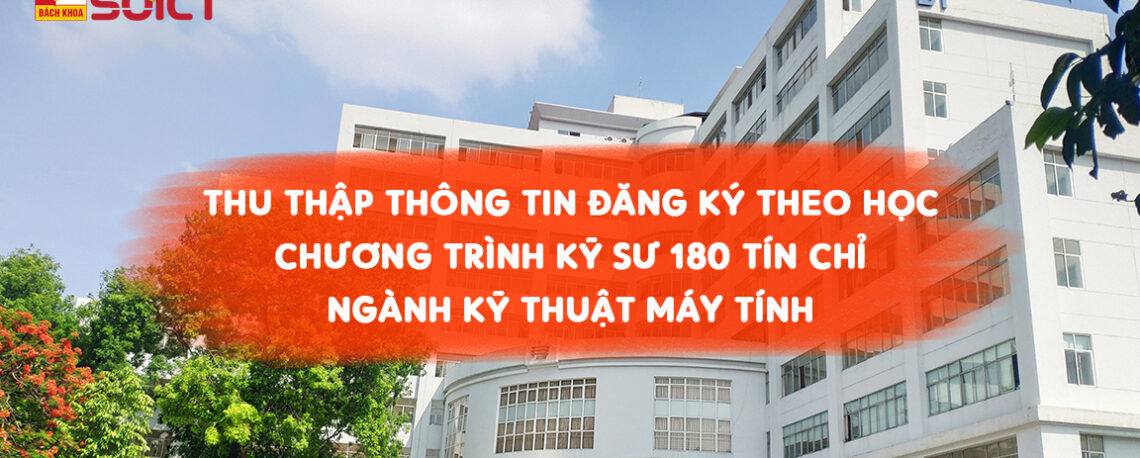 BÁCH KHOA
SOICT
THU THẬP THÔNG TIN ĐĂNG KÝ THEO HỌC
CHƯƠNG TRÌNH KỸ SƯ 180 TÍN CHỈ
NGÀNH KỸ THUẬT MÁY TÍNH